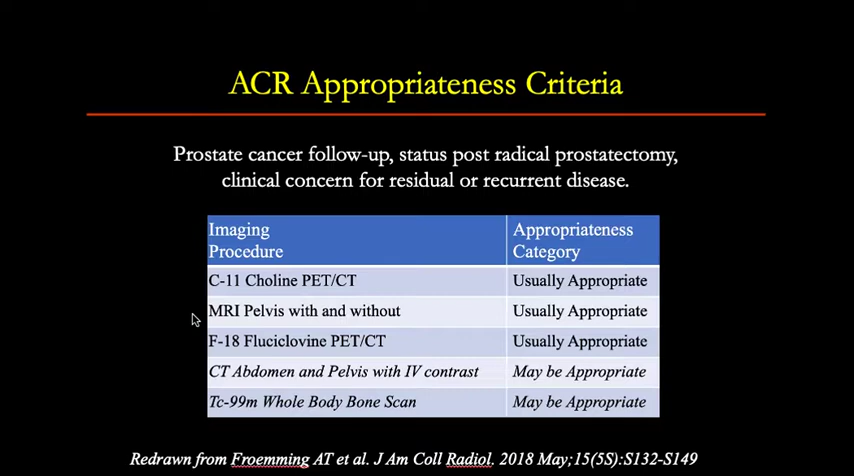 ACR Appropriateness Criteria
Prostate cancer follow-up, status post radical prostatectomy,
clinical concern for residual or recurrent disease.
Imaging Procedure Appropriateness Category
C-11 Choline PET/CT Usually Appropriate
MRI Pelvis with and without Usually Appropriate
F-18 Fluciclovine PET/CT Usually Appropriate
CT Abdomen and Pelvis with IV contrast May be Appropriate
Tc-99m Whole Body Bone Scan May be Appropriate
Redrawn from Froemming AT et al. J Am Coll Radiol. 2018 May;15(5S):S132-S149